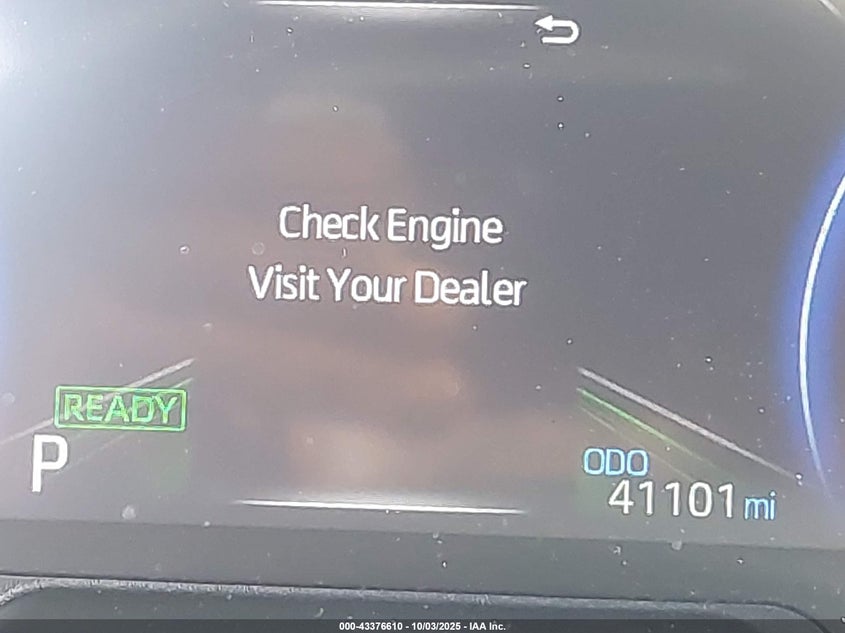 Check Engine
Visit Your Dealer
READY
P
ODO
41101 mi
000-43376610 - 10/03/2025 - IAA Inc.